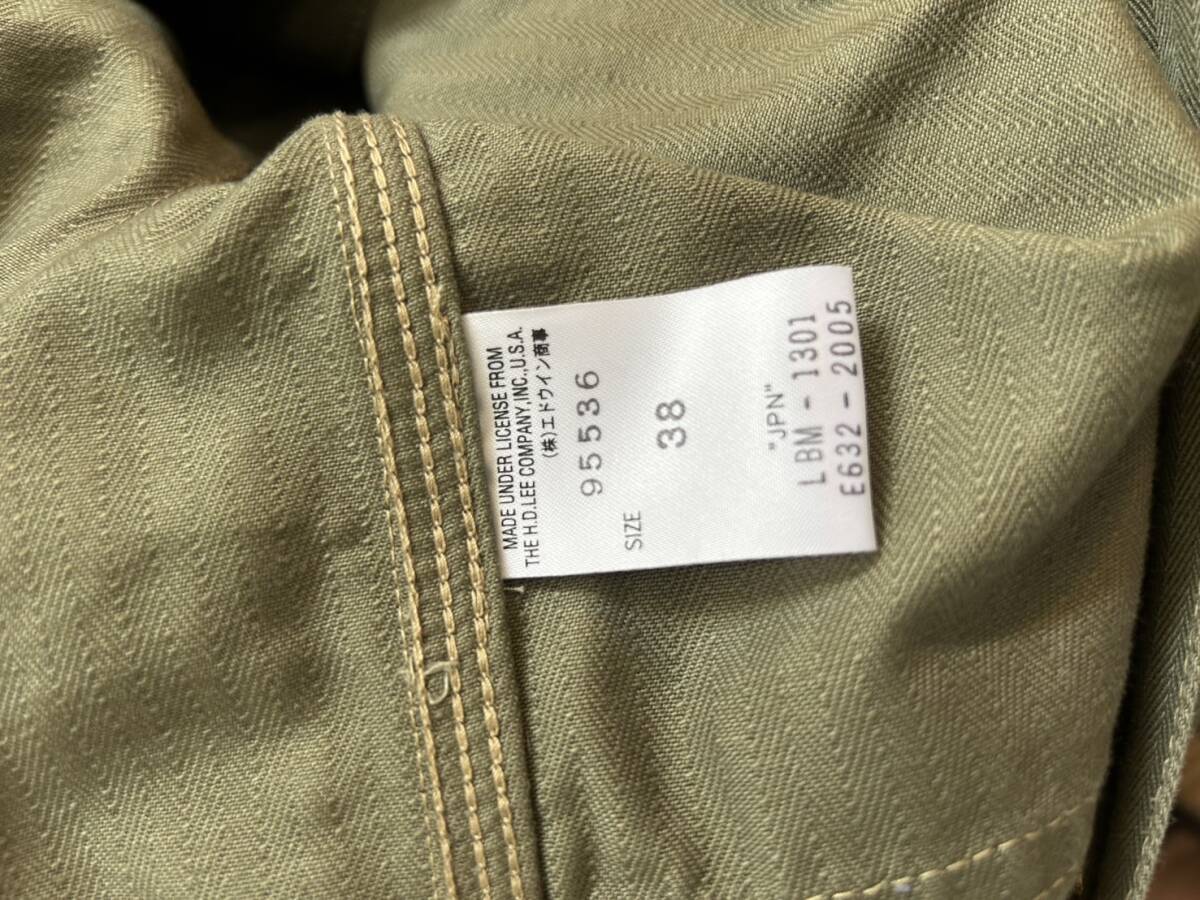 MADE UNDER LICENSE FROM
THE H.D.LEE COMPANY,INC.,U.S.A.
(株)エドウイン商事
95536
SIZE 38
"JPN"
LBM - 1301
E632 - 2005